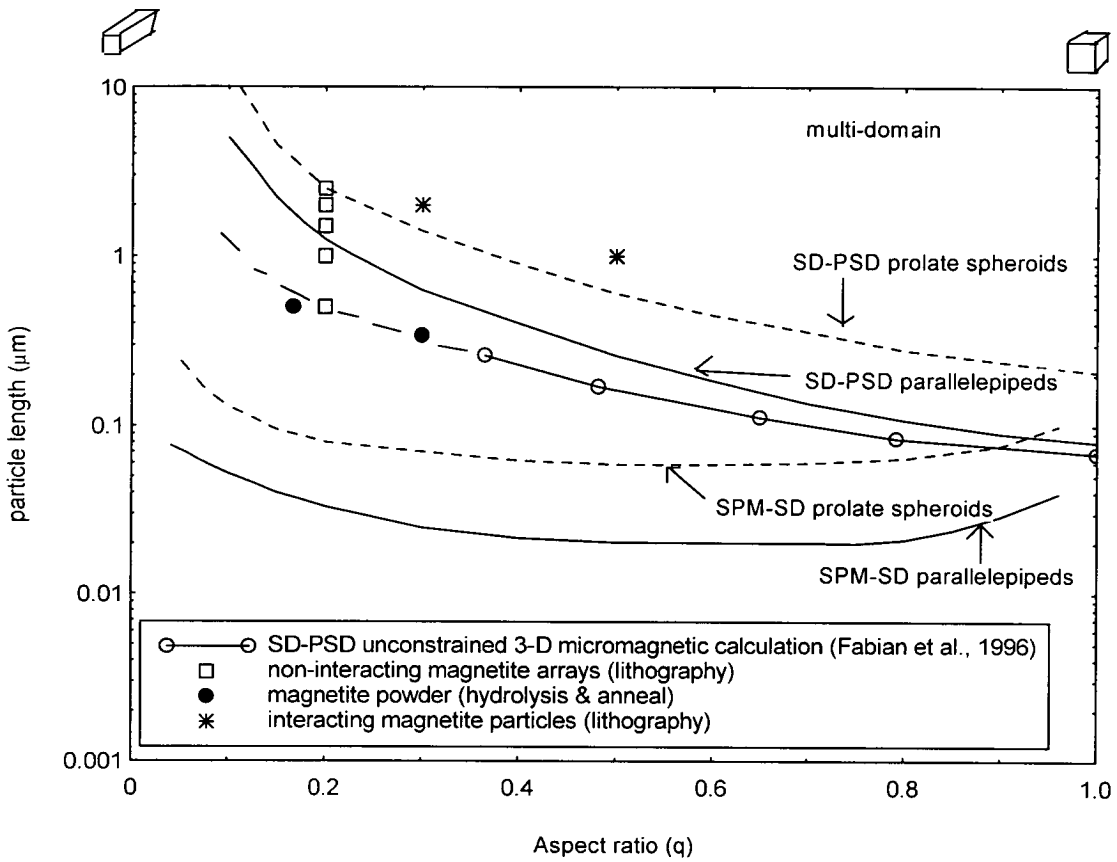 10
multi-domain
1
SD-PSD prolate spheroids
SD-PSD parallelepipeds
particle length (μm)
0.1
SPM-SD prolate spheroids
SPM-SD parallelepipeds
0.01
SD-PSD unconstrained 3-D micromagnetic calculation (Fabian et al., 1996)
non-interacting magnetite arrays (lithography)
magnetite powder (hydrolysis & anneal)
interacting magnetite particles (lithography)
0.001
0 0.2 0.4 0.6 0.8 1.0
Aspect ratio (q)